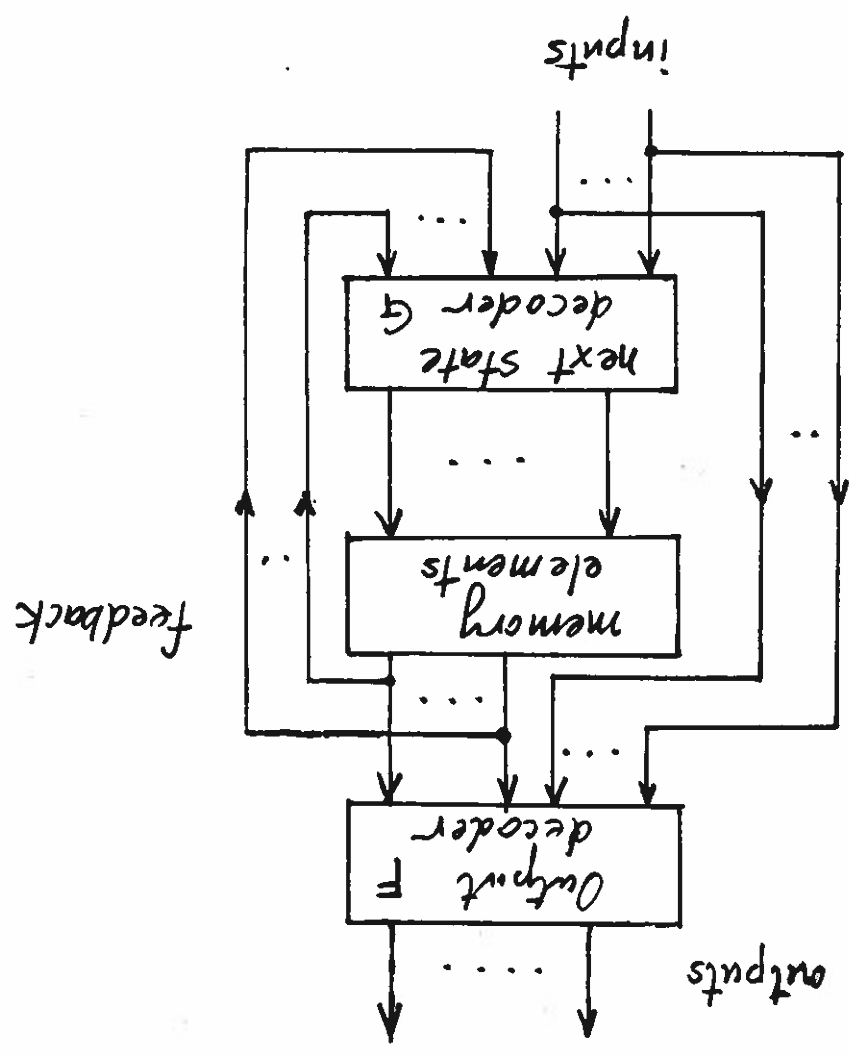 outputs
Output F
decoder
feedback
memory
elements
next state
decoder G
inputs